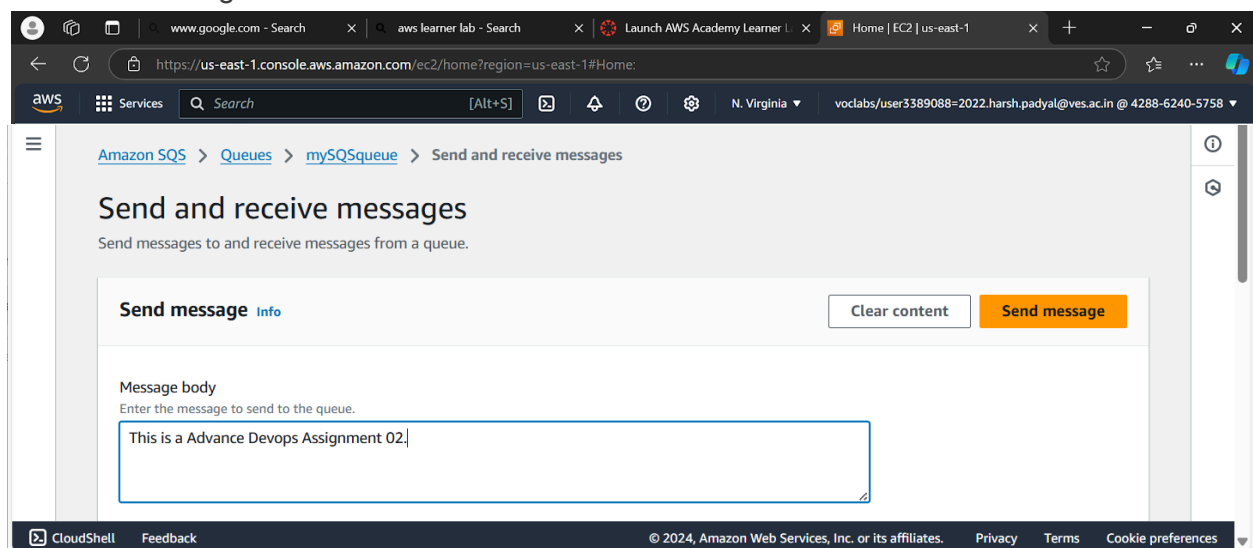 www.google.com - Search
aws learner lab - Search
Launch AWS Academy Learner L
Home | EC2 | us-east-1
https://us-east-1.console.aws.amazon.com/ec2/home?region=us-east-1#Home:
aws
Services
Search
[Alt+S]
N. Virginia
voclabs/user3389088=2022.harsh.padyal@ves.ac.in @ 4288-6240-5758
Amazon SQS > Queues > mySQSqueue > Send and receive messages
Send and receive messages
Send messages to and receive messages from a queue.
Send message Info
Clear content
Send message
Message body
Enter the message to send to the queue.
This is a Advance Devops Assignment 02.
CloudShell
Feedback
© 2024, Amazon Web Services, Inc. or its affiliates.
Privacy
Terms
Cookie preferences